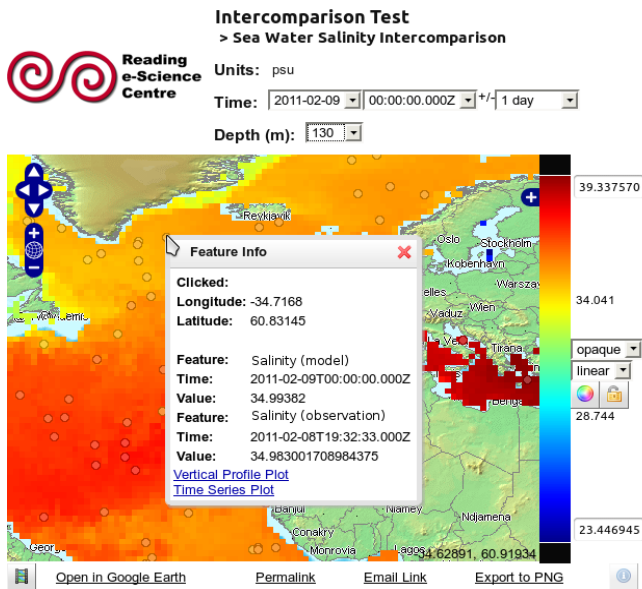 Intercomparison Test
> Sea Water Salinity Intercomparison
Reading
e-Science
Centre
Units: psu
Time: 2011-02-09 00:00:00.000Z +/- 1 day
Depth (m): 130
39.337570
Reykjavik
Oslo
Stockholm
Kobenhavn
Warszaw
Wien
Vaduz
Tirana
34.041
opaque
linear
28.744
23.446945
Feature Info
Clicked:
Longitude: -34.7168
Latitude: 60.83145
Feature: Salinity (model)
Time: 2011-02-09T00:00:00.000Z
Value: 34.99382
Feature: Salinity (observation)
Time: 2011-02-08T19:32:33.000Z
Value: 34.983001708984375
Vertical Profile Plot
Time Series Plot
Banjul
Niamey
Ndjamena
Conakry
Monrovia
Lagos
Georg
34.62891, 60.91934
Open in Google Earth
Permalink
Email Link
Export to PNG